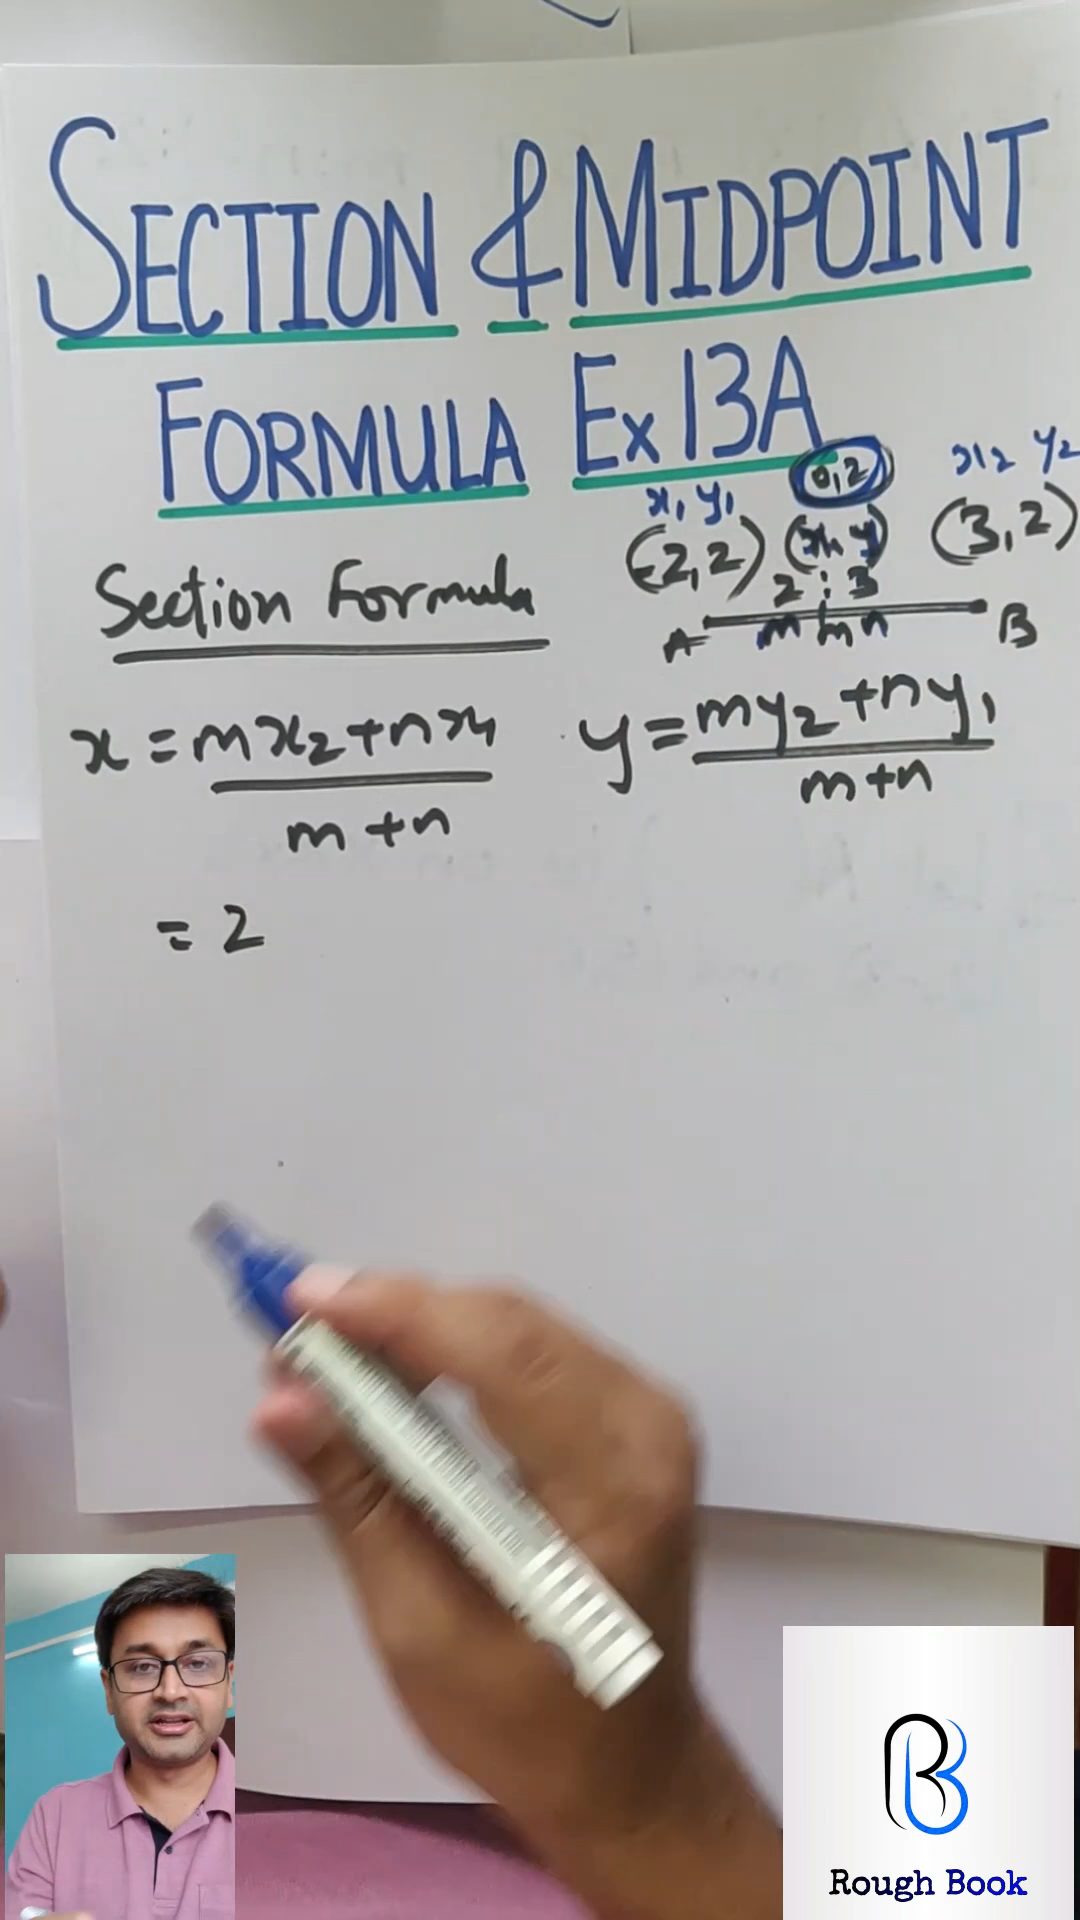 SECTION & MIDPOINT
FORMULA Ex 13A
0,2
x₁ y₁
x₂ y₂
(-2,2) (x, y) (3,2)
2 : 3
A m : n B
Section Formula
x = mx₂+nx₁ y = my₂+ny₁
m+n m+n
= 2
Rough Book